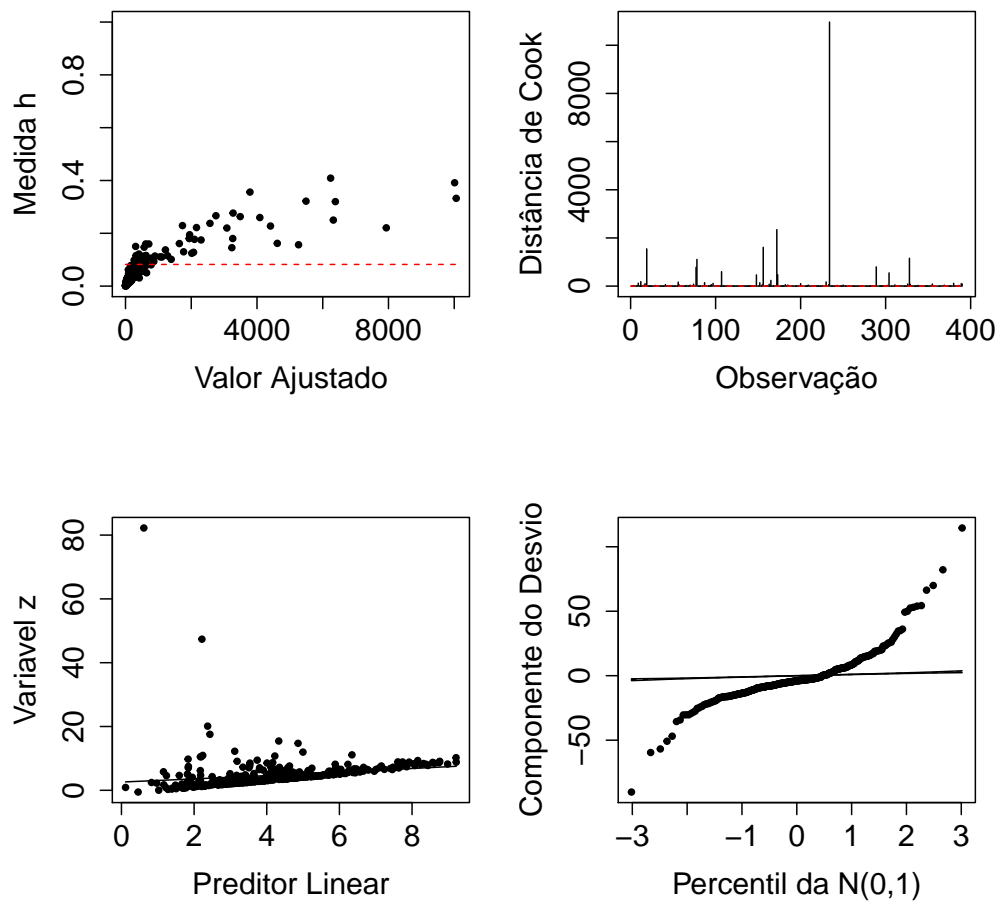 Medida h
0.0 0.4 0.8
0 4000 8000
Valor Ajustado
Distância de Cook
0 4000 8000
0 100 200 300 400
Observação
Variavel z
0 20 40 60 80
0 2 4 6 8
Preditor Linear
Componente do Desvio
−50 0 50
−3 −1 0 1 2 3
Percentil da N(0,1)